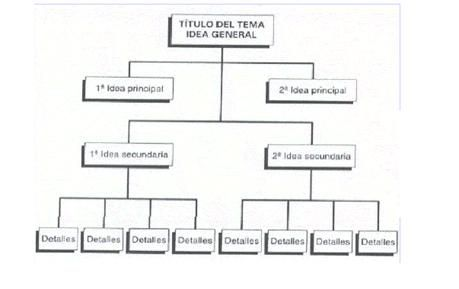 TÍTULO DEL TEMA
IDEA GENERAL
1ª Idea principal
2ª Idea principal
1ª Idea secundaria
2ª Idea secundaria
Detalles
Detalles
Detalles
Detalles
Detalles
Detalles
Detalles
Detalles